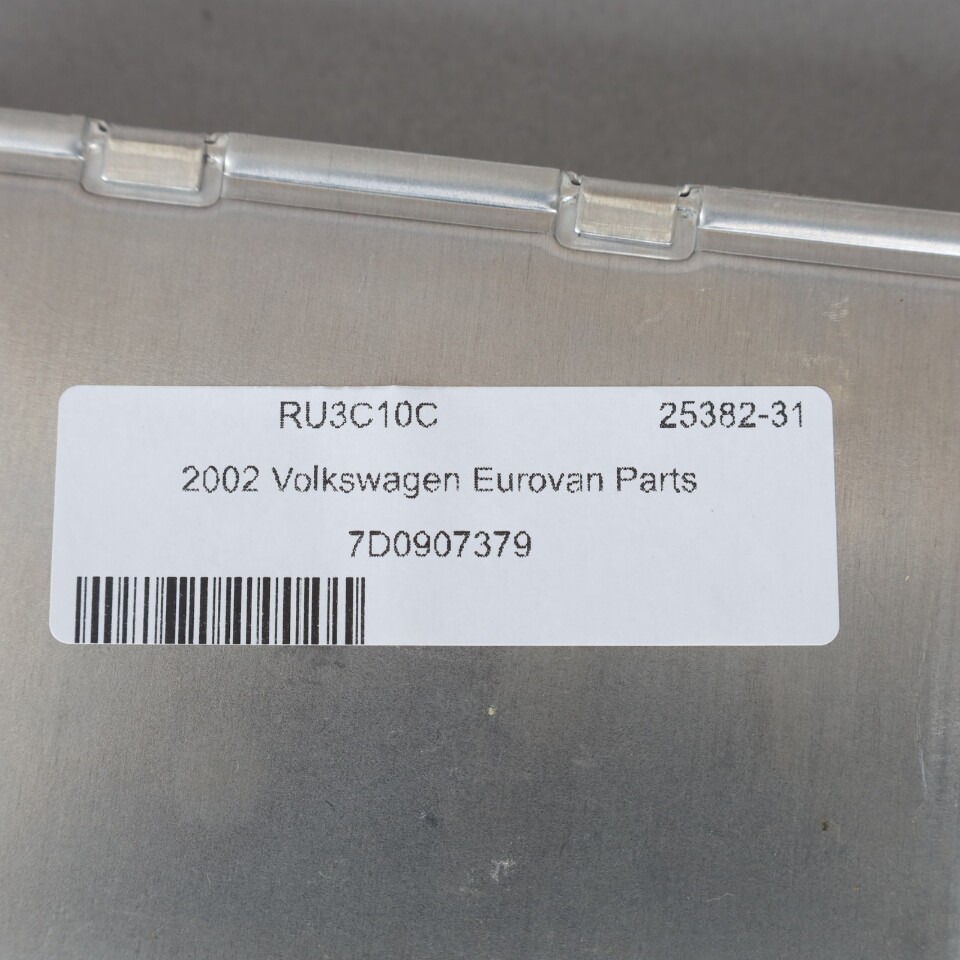 RU3C10C 25382-31
2002 Volkswagen Eurovan Parts
7D0907379